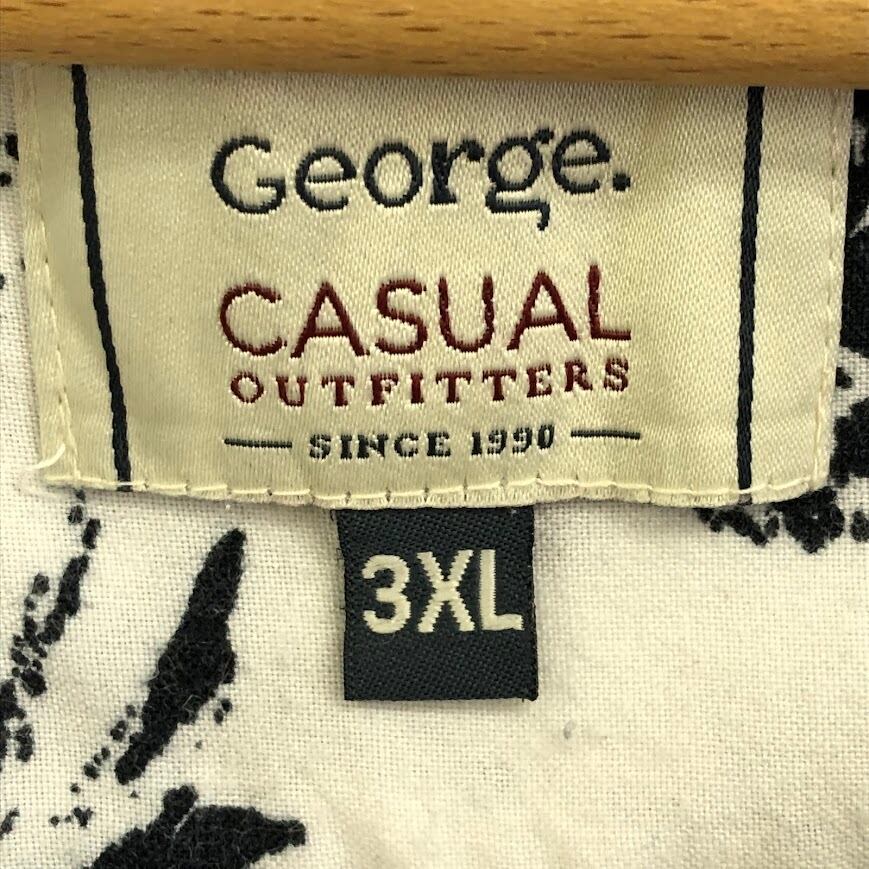 George.
CASUAL
OUTFITTERS
SINCE 1990
3XL